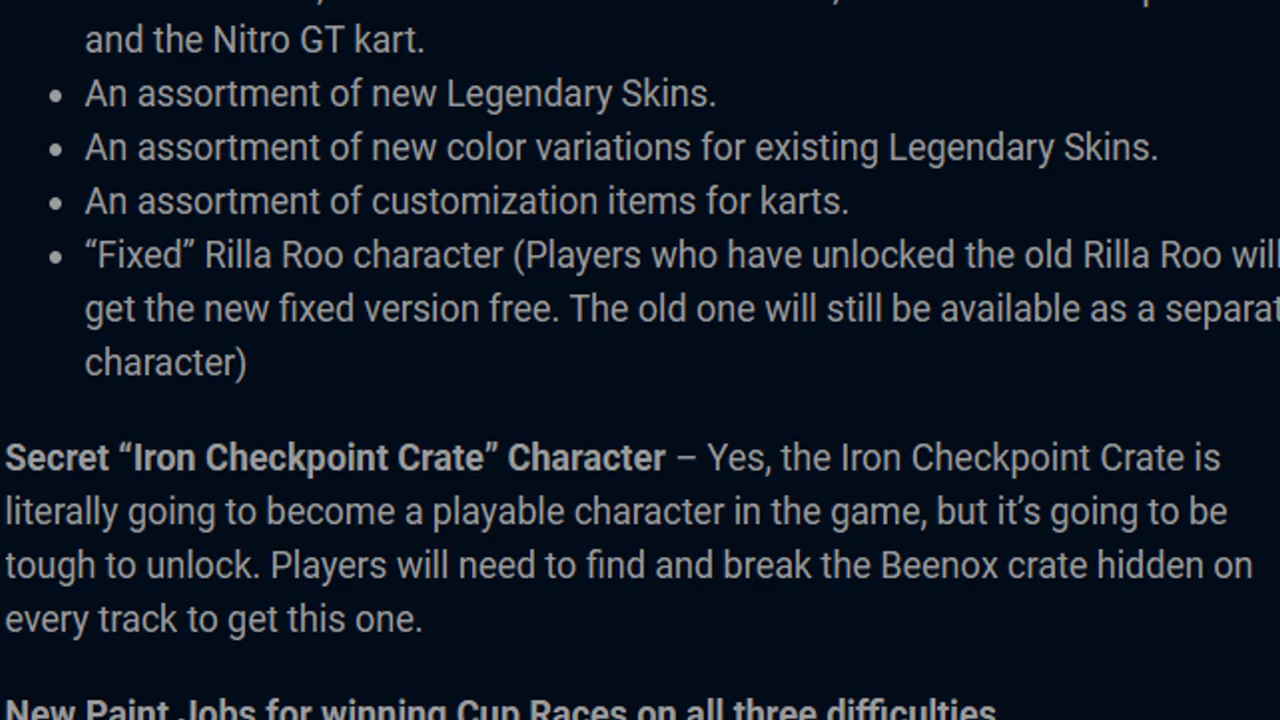 and the Nitro GT kart.
• An assortment of new Legendary Skins.
• An assortment of new color variations for existing Legendary Skins.
• An assortment of customization items for karts.
• “Fixed” Rilla Roo character (Players who have unlocked the old Rilla Roo will
get the new fixed version free. The old one will still be available as a separat
character)
Secret “Iron Checkpoint Crate” Character – Yes, the Iron Checkpoint Crate is
literally going to become a playable character in the game, but it’s going to be
tough to unlock. Players will need to find and break the Beenox crate hidden on
every track to get this one.
New Paint Jobs for winning Cup Races on all three difficulties